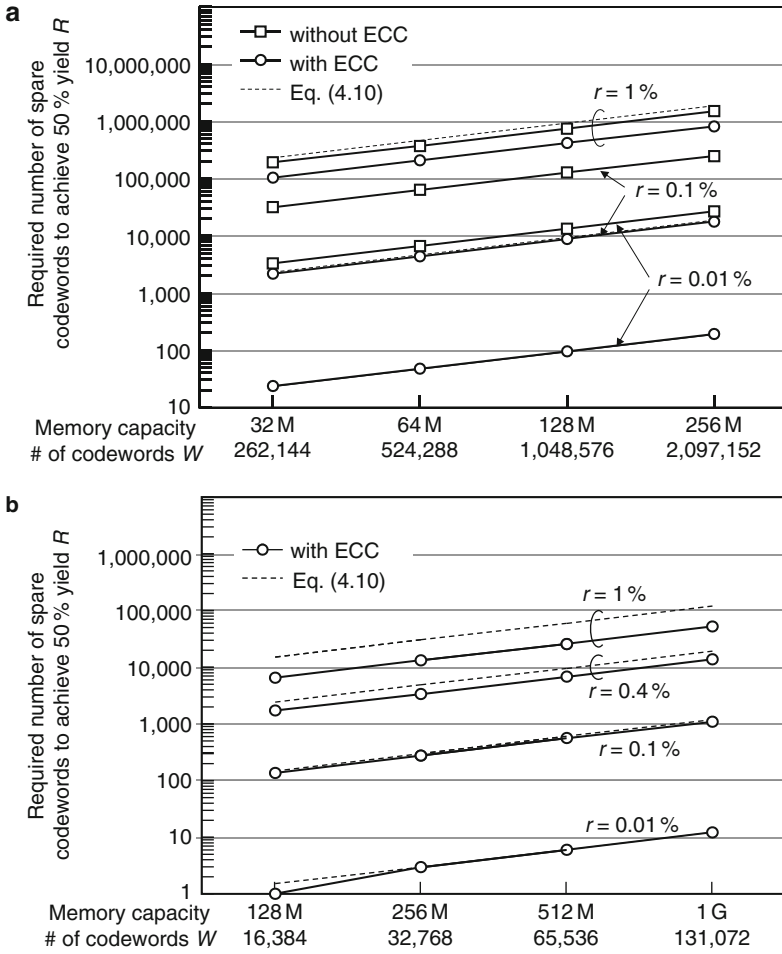 a
Required number of spare
codewords to achieve 50 % yield R
without ECC
with ECC
Eq. (4.10)
10,000,000
1,000,000
100,000
10,000
1,000
100
10
r = 1 %
r = 0.1 %
r = 0.01 %
Memory capacity 32 M 64 M 128 M 256 M
# of codewords W 262,144 524,288 1,048,576 2,097,152
b
Required number of spare
codewords to achieve 50 % yield R
with ECC
Eq. (4.10)
1,000,000
100,000
10,000
1,000
100
10
1
r = 1 %
r = 0.4 %
r = 0.1 %
r = 0.01 %
Memory capacity 128 M 256 M 512 M 1 G
# of codewords W 16,384 32,768 65,536 131,072